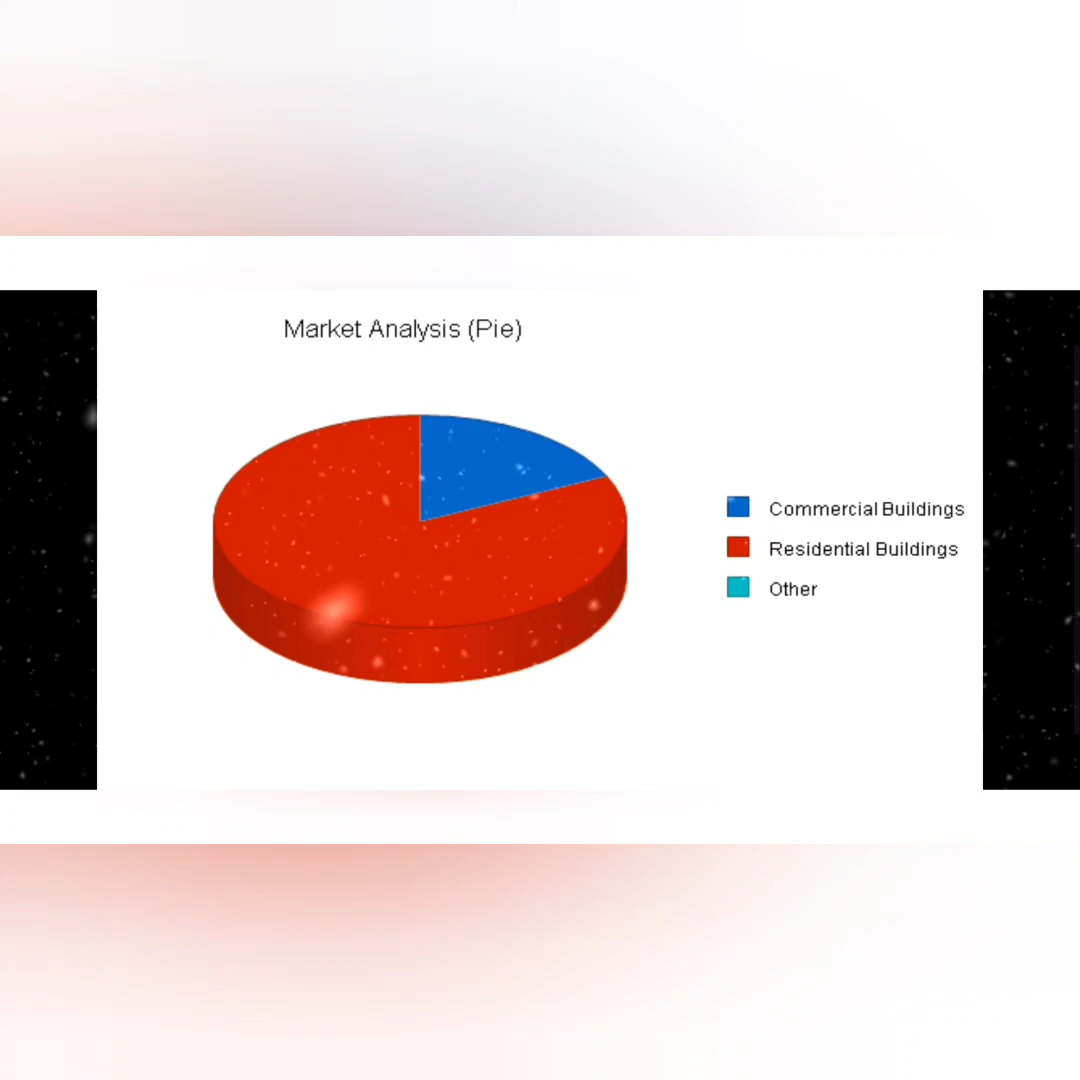 Market Analysis (Pie)
Commercial Buildings
Residential Buildings
Other